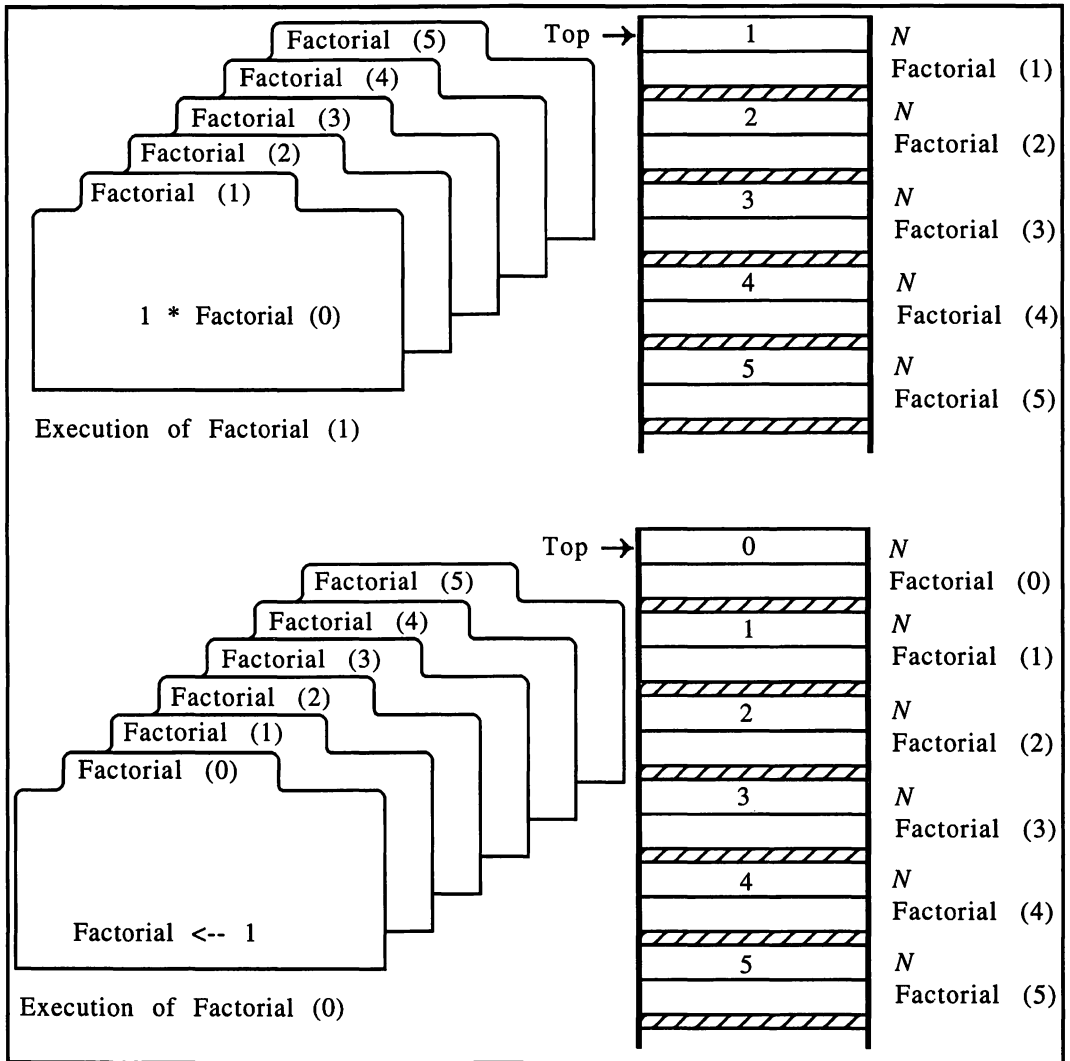 Factorial (5)
Factorial (4)
Factorial (3)
Factorial (2)
Factorial (1)
1 * Factorial (0)
Execution of Factorial (1)
Top →
1
N
Factorial (1)
2
N
Factorial (2)
3
N
Factorial (3)
4
N
Factorial (4)
5
N
Factorial (5)
Factorial (5)
Factorial (4)
Factorial (3)
Factorial (2)
Factorial (1)
Factorial (0)
Factorial <-- 1
Execution of Factorial (0)
Top →
0
N
Factorial (0)
1
N
Factorial (1)
2
N
Factorial (2)
3
N
Factorial (3)
4
N
Factorial (4)
5
N
Factorial (5)